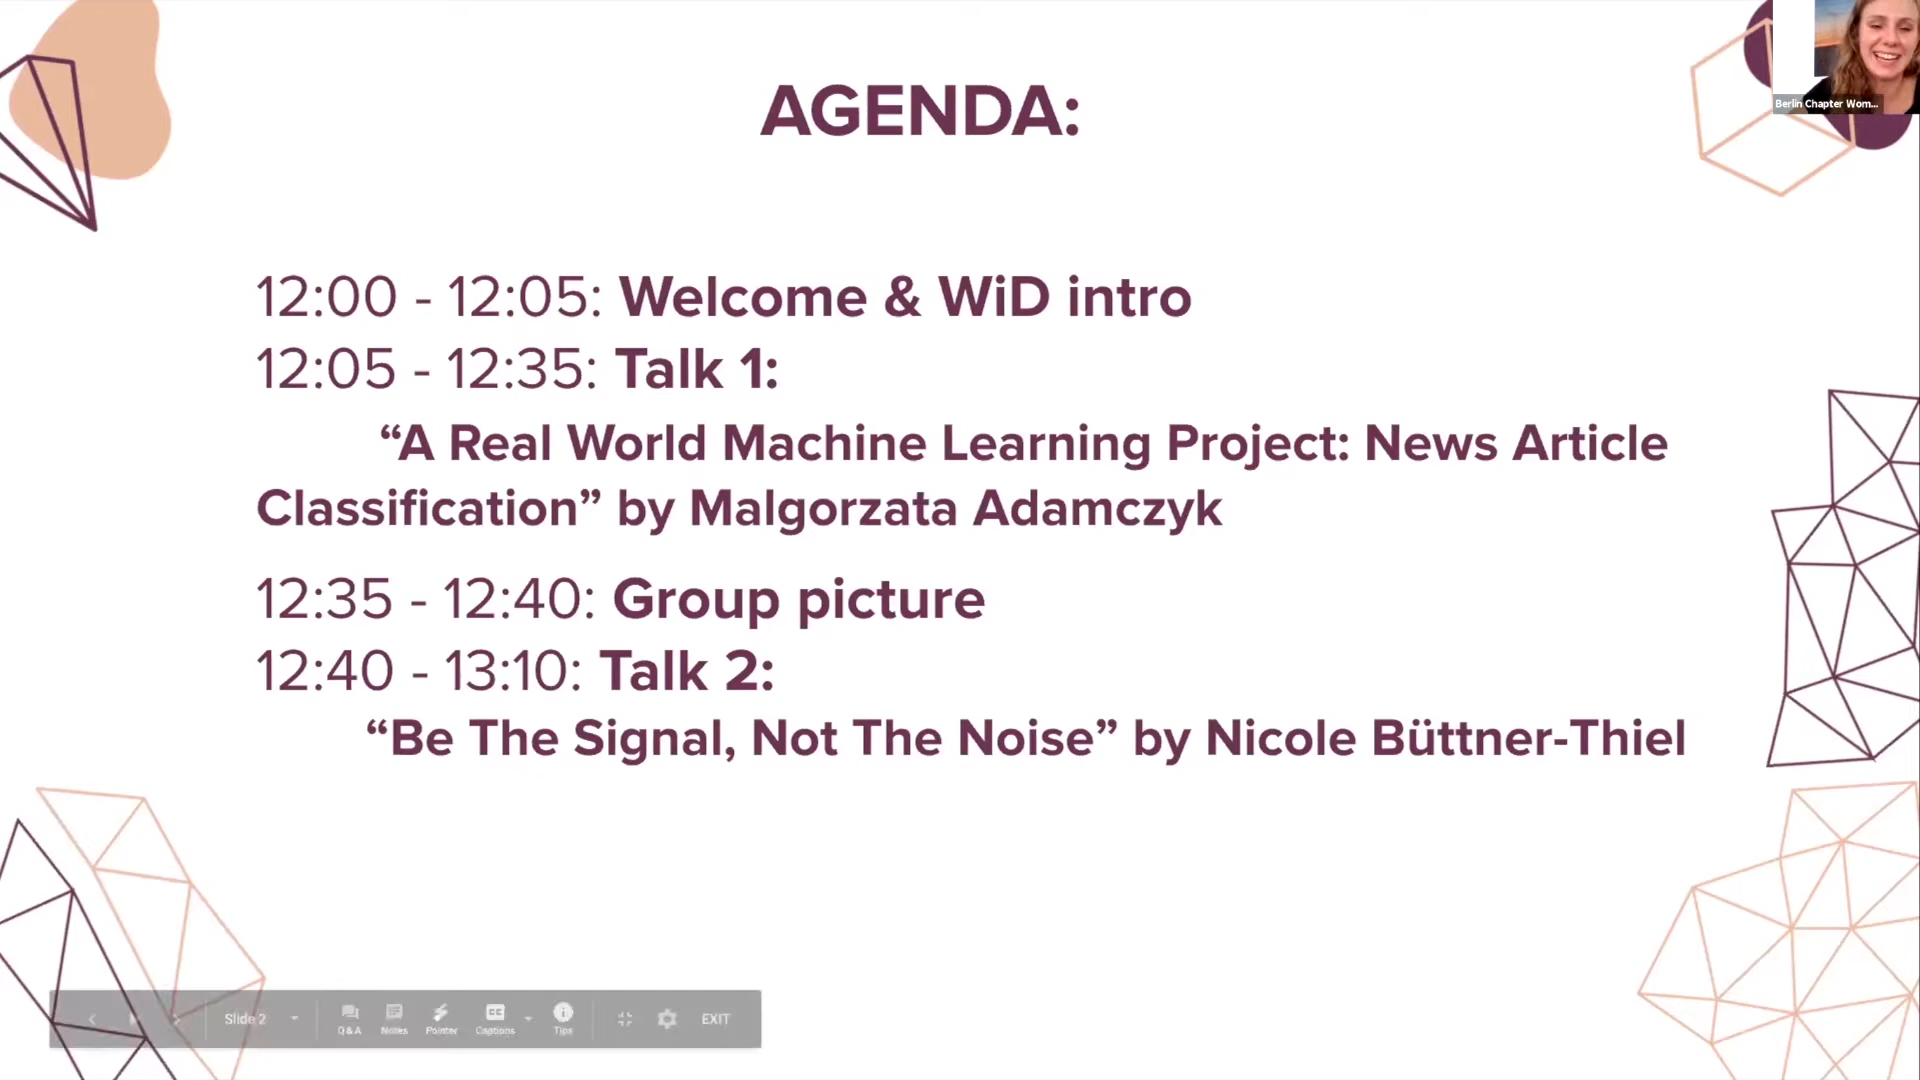 AGENDA:
Berlin Chapter Wom...
12:00 - 12:05: Welcome & WiD intro
12:05 - 12:35: Talk 1:
“A Real World Machine Learning Project: News Article
Classification” by Malgorzata Adamczyk
12:35 - 12:40: Group picture
12:40 - 13:10: Talk 2:
“Be The Signal, Not The Noise” by Nicole Büttner-Thiel
Slide 2
Q&A
Notes
Pointer
CC
Captions
Tips
EXIT